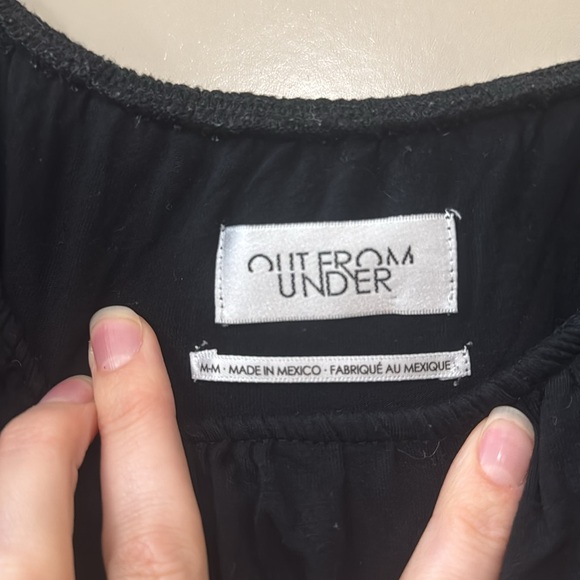 OUT FROM
UNDER
M-M · MADE IN MEXICO · FABRIQUÉ AU MEXIQUE